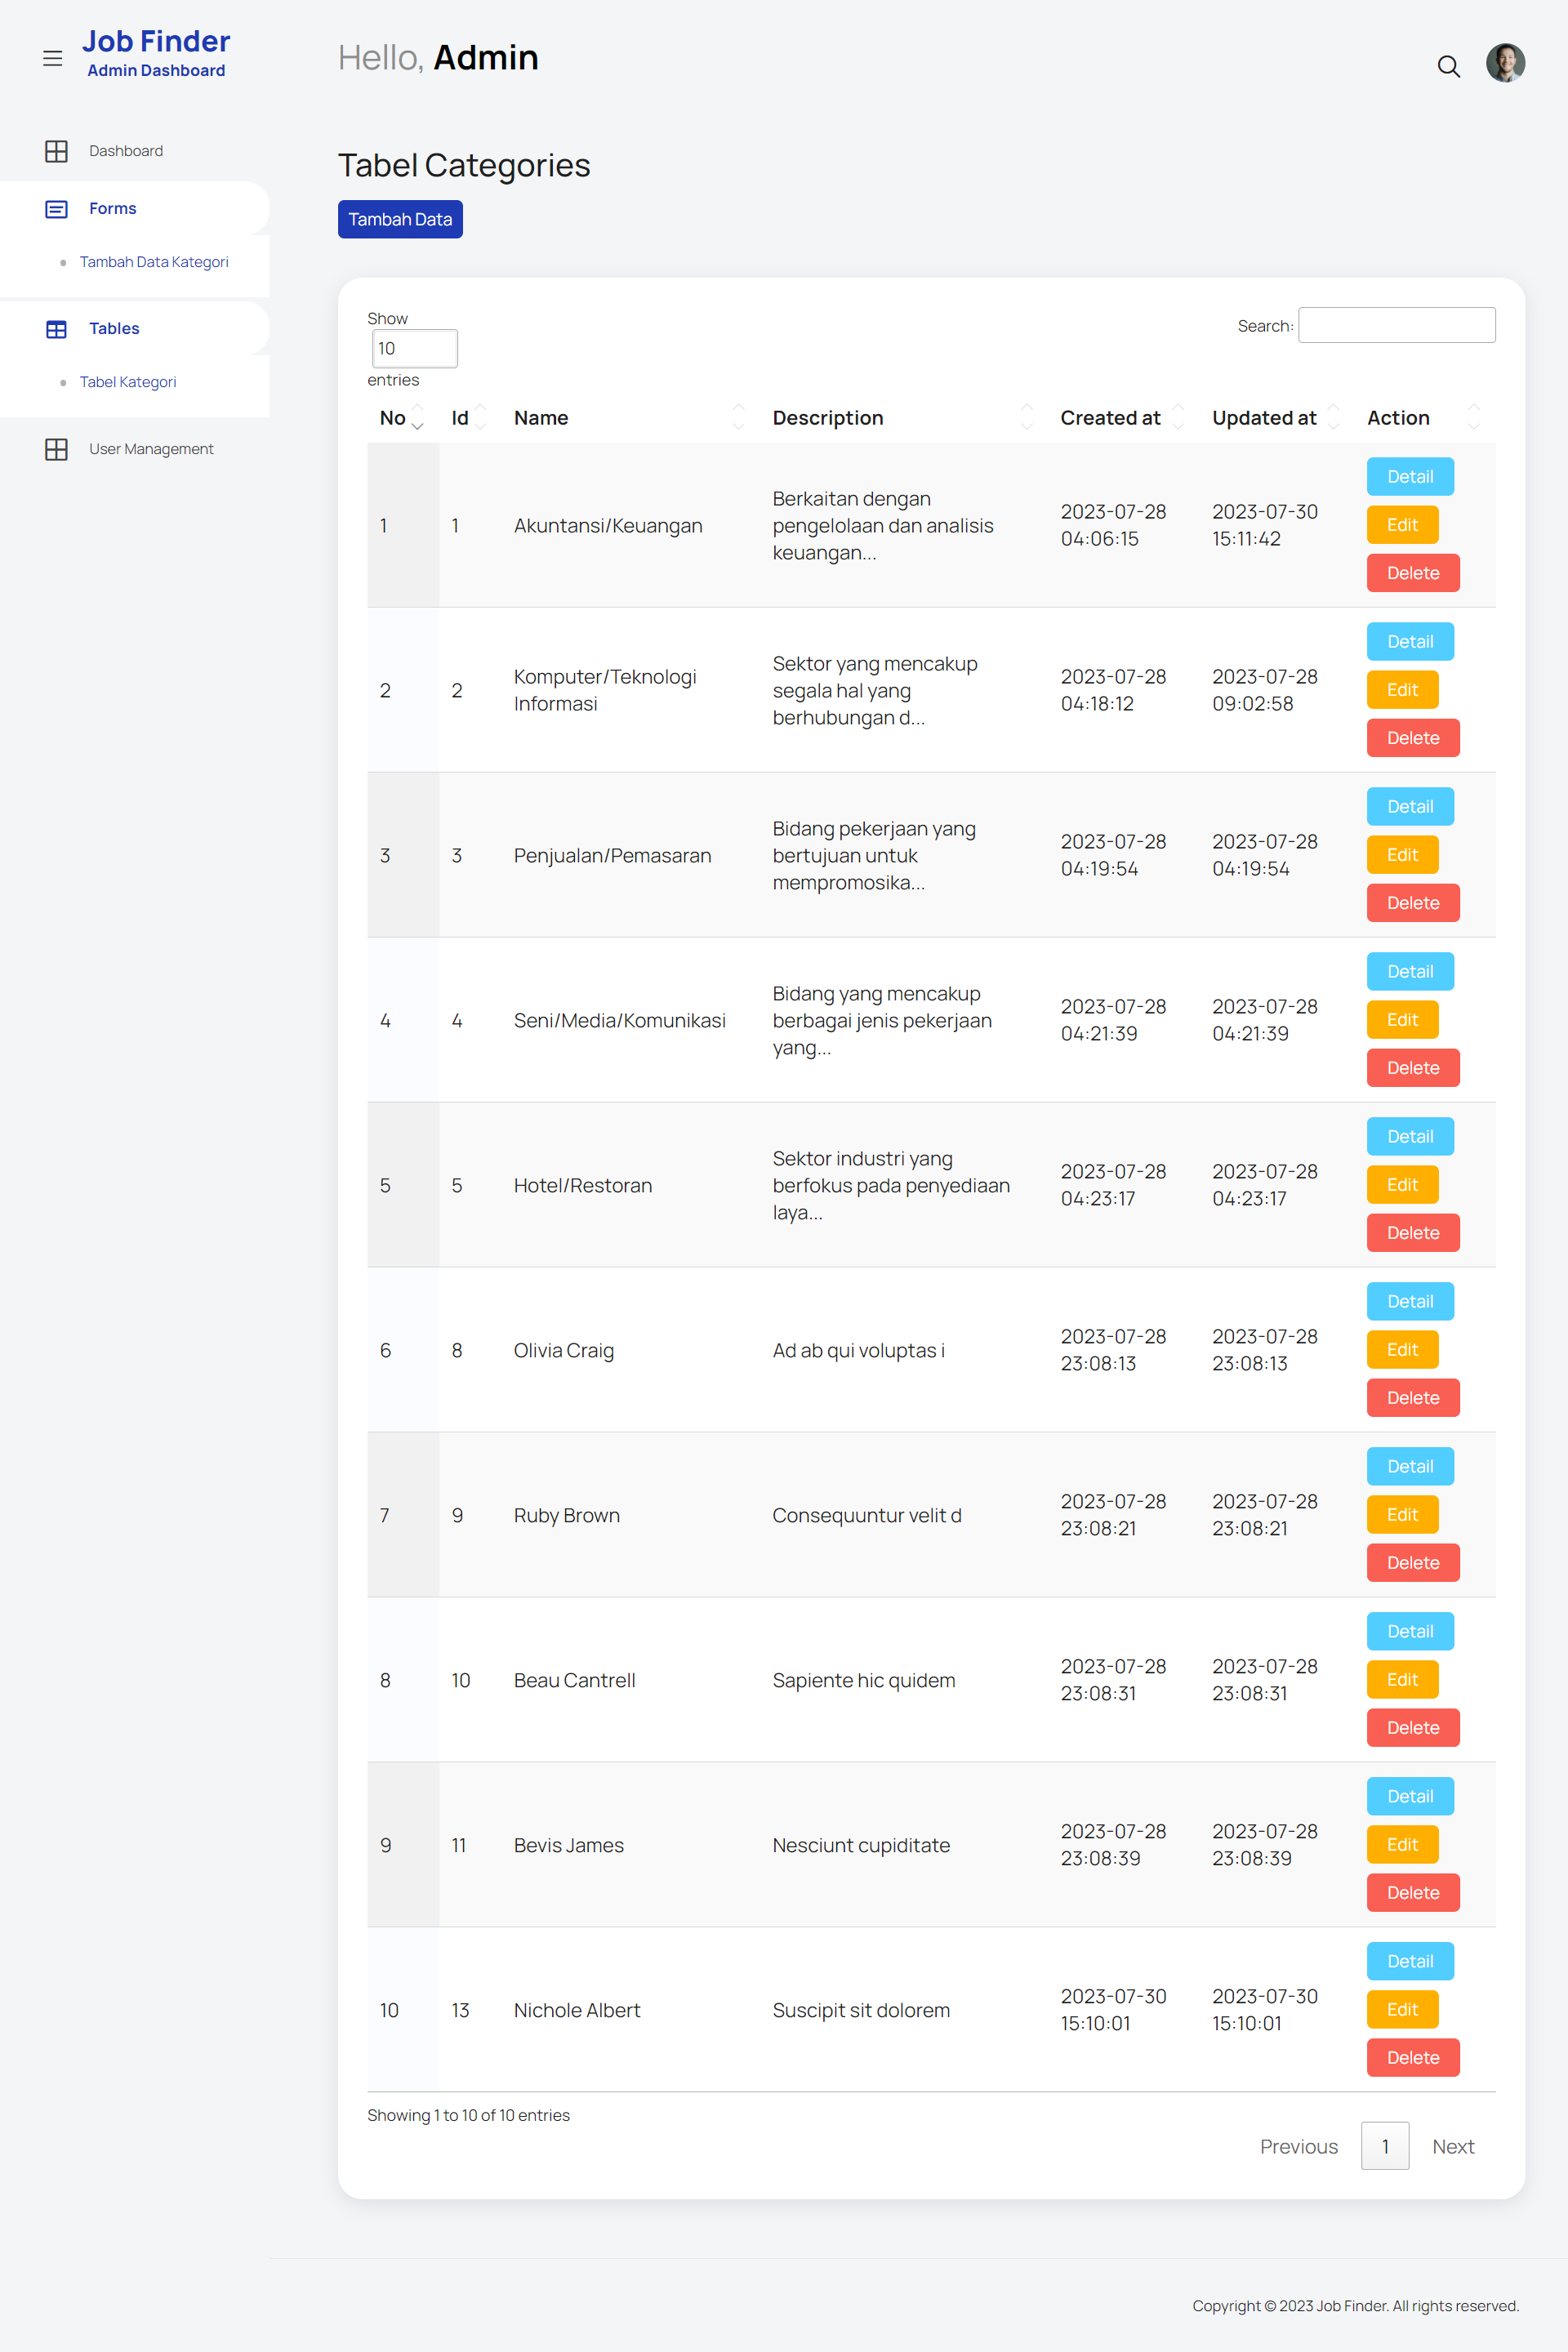 Job Finder
Admin Dashboard
Hello, Admin
Dashboard
Forms
Tambah Data Kategori
Tables
Tabel Kategori
User Management
Tabel Categories
Tambah Data
Show
10
entries
Search:
No Id Name Description Created at Updated at Action
1 1 Akuntansi/Keuangan
Berkaitan dengan
pengelolaan dan analisis
keuangan...
2023-07-28
04:06:15
2023-07-30
15:11:42
Detail
Edit
Delete
2 2
Komputer/Teknologi
Informasi
Sektor yang mencakup
segala hal yang
berhubungan d...
2023-07-28
04:18:12
2023-07-28
09:02:58
Detail
Edit
Delete
3 3 Penjualan/Pemasaran
Bidang pekerjaan yang
bertujuan untuk
mempromosika...
2023-07-28
04:19:54
2023-07-28
04:19:54
Detail
Edit
Delete
4 4 Seni/Media/Komunikasi
Bidang yang mencakup
berbagai jenis pekerjaan
yang...
2023-07-28
04:21:39
2023-07-28
04:21:39
Detail
Edit
Delete
5 5 Hotel/Restoran
Sektor industri yang
berfokus pada penyediaan
laya...
2023-07-28
04:23:17
2023-07-28
04:23:17
Detail
Edit
Delete
6 8 Olivia Craig
Ad ab qui voluptas i
2023-07-28
23:08:13
2023-07-28
23:08:13
Detail
Edit
Delete
7 9 Ruby Brown
Consequuntur velit d
2023-07-28
23:08:21
2023-07-28
23:08:21
Detail
Edit
Delete
8 10 Beau Cantrell
Sapiente hic quidem
2023-07-28
23:08:31
2023-07-28
23:08:31
Detail
Edit
Delete
9 11 Bevis James
Nesciunt cupiditate
2023-07-28
23:08:39
2023-07-28
23:08:39
Detail
Edit
Delete
10 13 Nichole Albert
Suscipit sit dolorem
2023-07-30
15:10:01
2023-07-30
15:10:01
Detail
Edit
Delete
Showing 1 to 10 of 10 entries
Previous 1 Next
Copyright © 2023 Job Finder. All rights reserved.